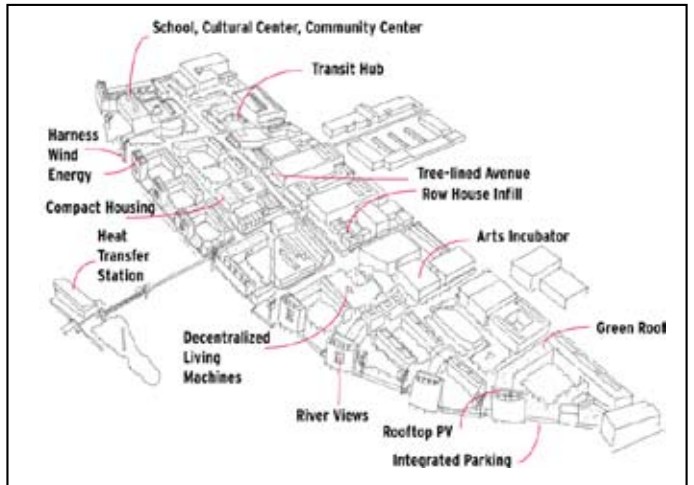 School, Cultural Center, Community Center
Transit Hub
Harness
Wind
Energy
Tree-lined Avenue
Row House Infill
Compact Housing
Arts Incubator
Heat
Transfer
Station
Green Roof
Decentralized
Living
Machines
River Views
Rooftop PV
Integrated Parking